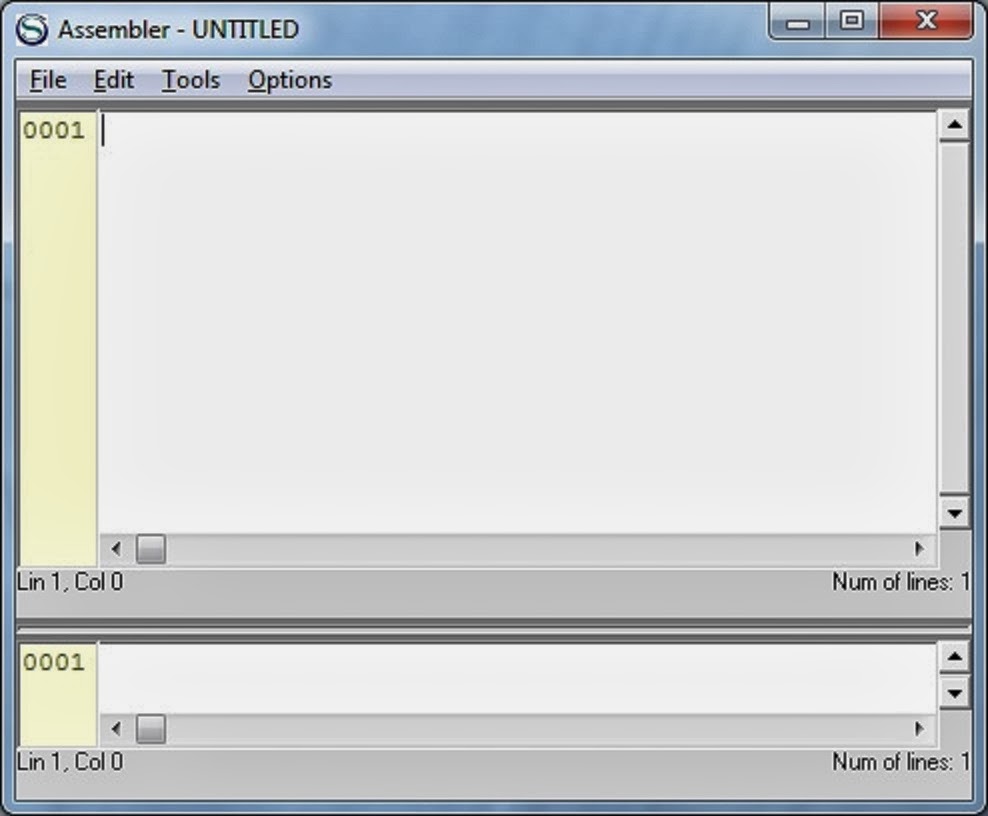 Assembler - UNTITLED
File Edit Tools Options
0001
Lin 1, Col 0 Num of lines: 1
0001
Lin 1, Col 0 Num of lines: 1